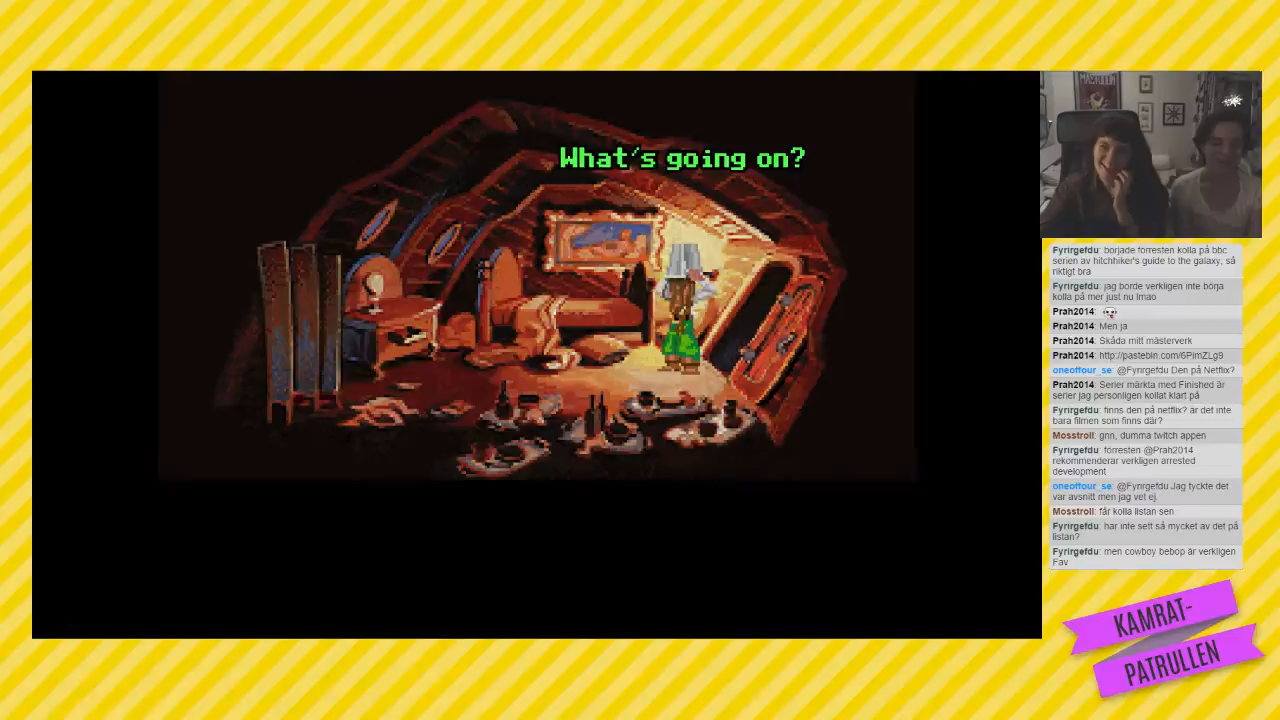 What's going on?
Fyrirgefdu: började förresten kolla på bbc
serien av hitchhiker's guide to the galaxy, så
riktigt bra
Fyrirgefdu: jag borde verkligen inte börja
kolla på mer just nu lmao
Prah2014:
Prah2014: Men ja
Prah2014: Skåda mitt mästerverk
Prah2014: http://pastebin.com/6PimZLg9
oneoffour_se: @Fyrirgefdu Den på Netflix?
Prah2014: Serier märkta med Finished är
serier jag personligen kollat klart på
Fyrirgefdu: finns den på netflix? är det inte
bara filmen som finns där?
Mosstroll: gnn, dumma twitch appen
Fyrirgefdu: förresten @Prah2014
rekommenderar verkligen arrested
development
oneoffour_se: @Fyrirgefdu Jag tyckte det
var avsnitt men jag vet ej.
Mosstroll: får kolla listan sen
Fyrirgefdu: har inte sett så mycket av det på
listan?
Fyrirgefdu: men cowboy bebop är verkligen
Fav
KAMRAT-
PATRULLEN